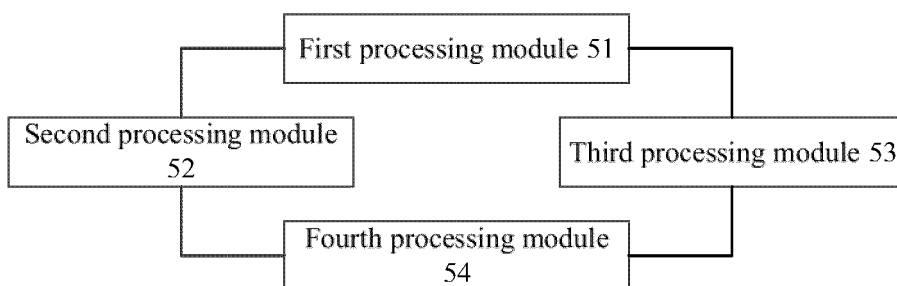 First processing module 51
Second processing module
52
Third processing module 53
Fourth processing module
54